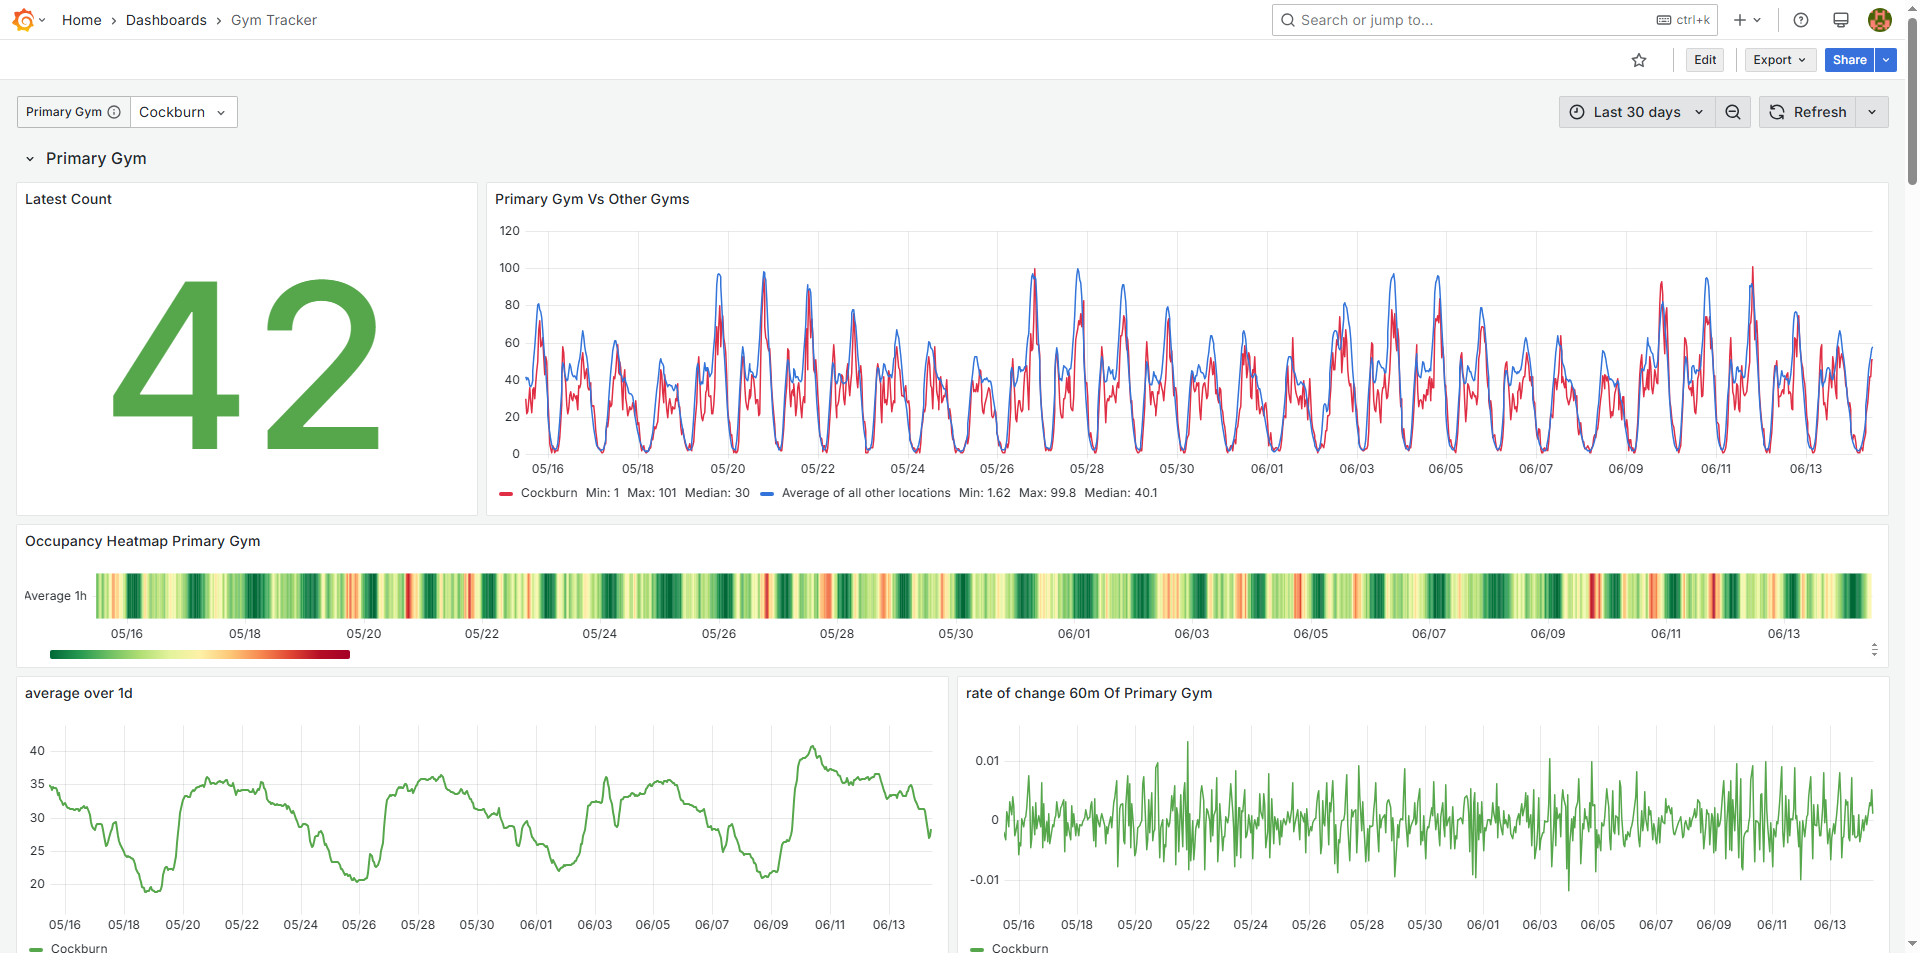 Home › Dashboards › Gym Tracker
Search or jump to... ctrl+k
Edit Export Share
Primary Gym Cockburn
Last 30 days Refresh
Primary Gym
Latest Count
42
Primary Gym Vs Other Gyms
120
100
80
60
40
20
0
05/16 05/18 05/20 05/22 05/24 05/26 05/28 05/30 06/01 06/03 06/05 06/07 06/09 06/11 06/13
Cockburn Min: 1 Max: 101 Median: 30 Average of all other locations Min: 1.62 Max: 99.8 Median: 40.1
Occupancy Heatmap Primary Gym
Average 1h
05/16 05/18 05/20 05/22 05/24 05/26 05/28 05/30 06/01 06/03 06/05 06/07 06/09 06/11 06/13
average over 1d
40
35
30
25
20
05/16 05/18 05/20 05/22 05/24 05/26 05/28 05/30 06/01 06/03 06/05 06/07 06/09 06/11 06/13
Cockburn
rate of change 60m Of Primary Gym
0.01
0
-0.01
05/16 05/18 05/20 05/22 05/24 05/26 05/28 05/30 06/01 06/03 06/05 06/07 06/09 06/11 06/13
Cockburn